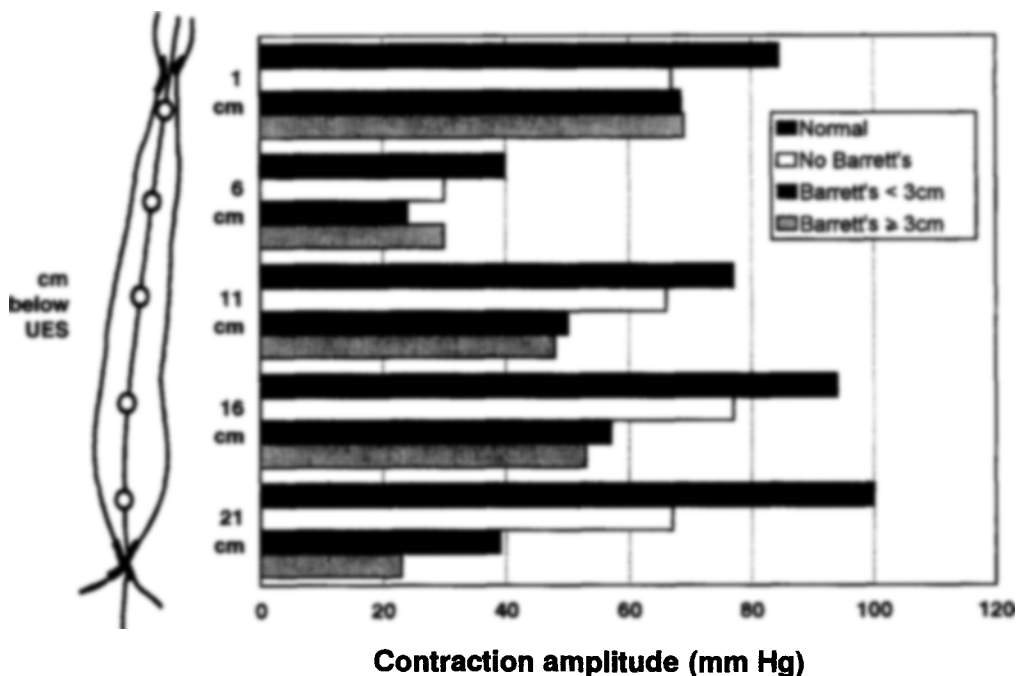 1
cm
6
cm
11
cm
16
cm
21
cm
cm
below
UES
Normal
No Barrett's
Barrett's < 3cm
Barrett's ⩾ 3cm
0 20 40 60 80 100 120
Contraction amplitude (mm Hg)